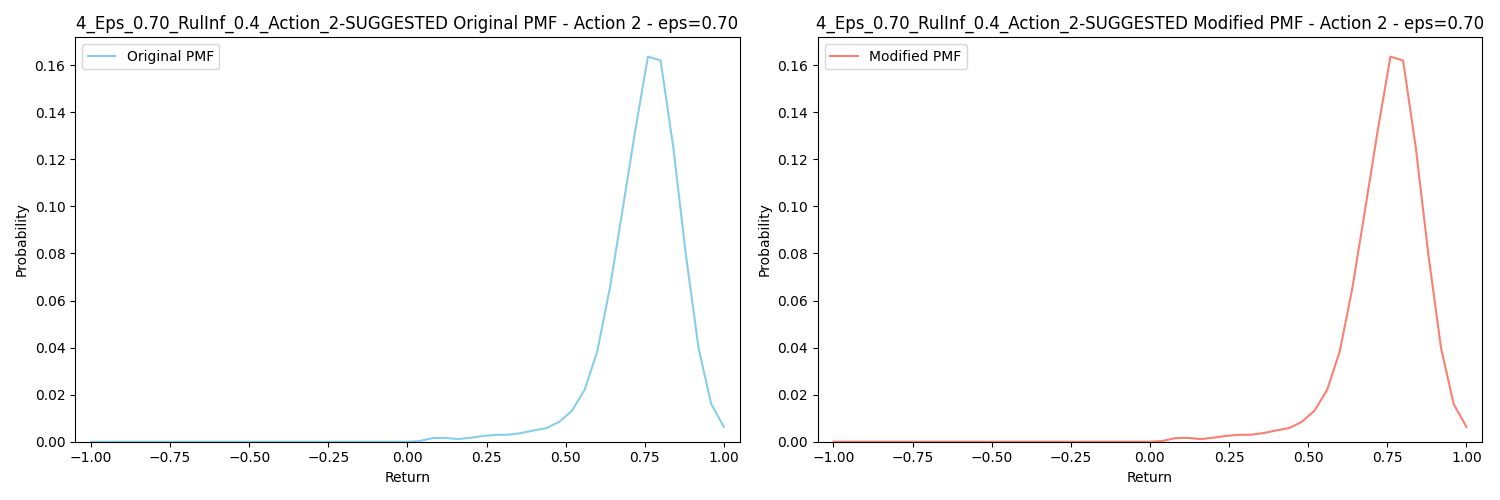 4_Eps_0.70_RulInf_0.4_Action_2-SUGGESTED Original PMF - Action 2 - eps=0.70
Original PMF
0.16
0.14
0.12
0.10
0.08
0.06
0.04
0.02
0.00
Probability
−1.00 −0.75 −0.50 −0.25 0.00 0.25 0.50 0.75 1.00
Return
4_Eps_0.70_RulInf_0.4_Action_2-SUGGESTED Modified PMF - Action 2 - eps=0.70
Modified PMF
0.16
0.14
0.12
0.10
0.08
0.06
0.04
0.02
0.00
Probability
−1.00 −0.75 −0.50 −0.25 0.00 0.25 0.50 0.75 1.00
Return